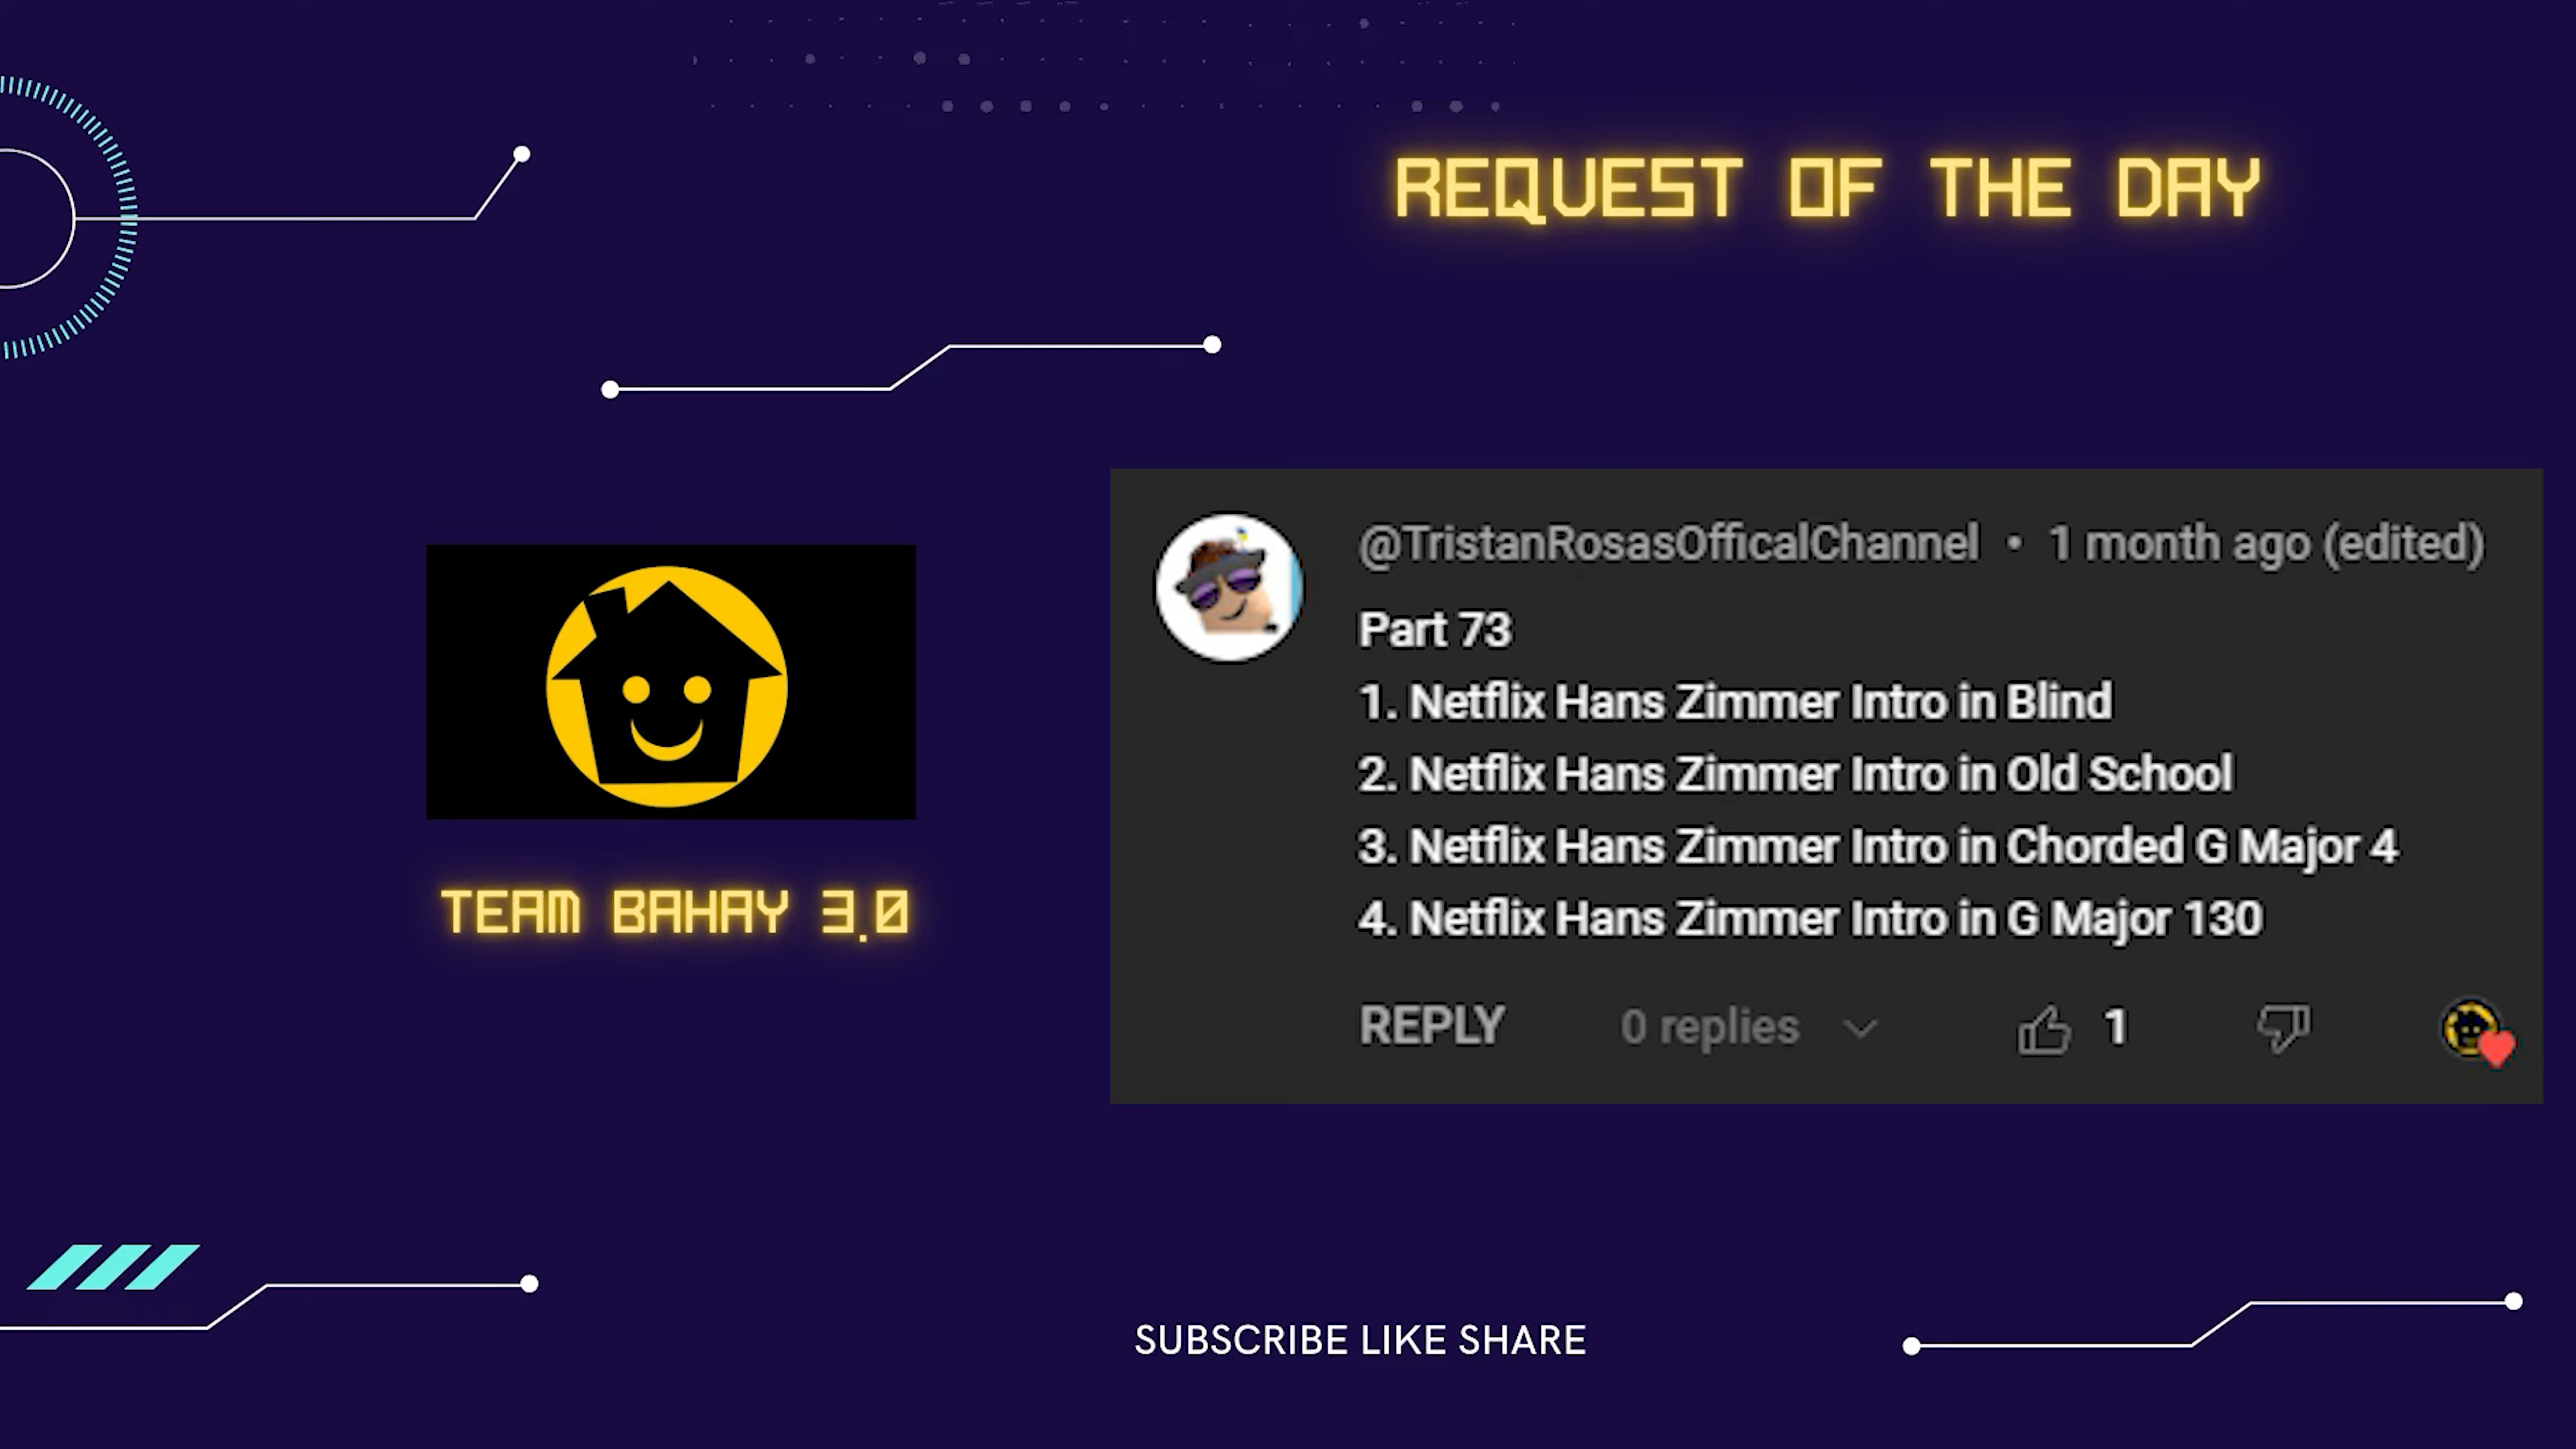 REQUEST OF THE DAY
TEAM BAHAY 3.0
@TristanRosasOfficalChannel • 1 month ago (edited)
Part 73
1. Netflix Hans Zimmer Intro in Blind
2. Netflix Hans Zimmer Intro in Old School
3. Netflix Hans Zimmer Intro in Chorded G Major 4
4. Netflix Hans Zimmer Intro in G Major 130
REPLY 0 replies 1
SUBSCRIBE LIKE SHARE